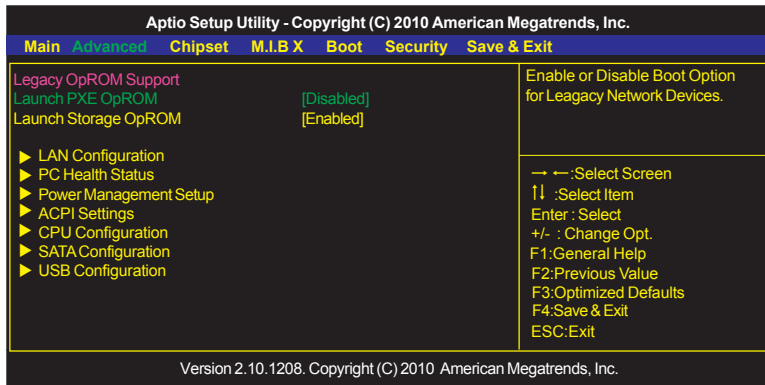 Aptio Setup Utility - Copyright (C) 2010 American Megatrends, Inc.
Main Advanced Chipset M.I.B X Boot Security Save & Exit
Legacy OpROM Support
Launch PXE OpROM [Disabled]
Launch Storage OpROM [Enabled]
▶ LAN Configuration
▶ PC Health Status
▶ Power Management Setup
▶ ACPI Settings
▶ CPU Configuration
▶ SATA Configuration
▶ USB Configuration
Enable or Disable Boot Option
for Leagacy Network Devices.
→ ←:Select Screen
↑↓ :Select Item
Enter : Select
+/- : Change Opt.
F1:General Help
F2:Previous Value
F3:Optimized Defaults
F4:Save & Exit
ESC:Exit
Version 2.10.1208. Copyright (C) 2010 American Megatrends, Inc.